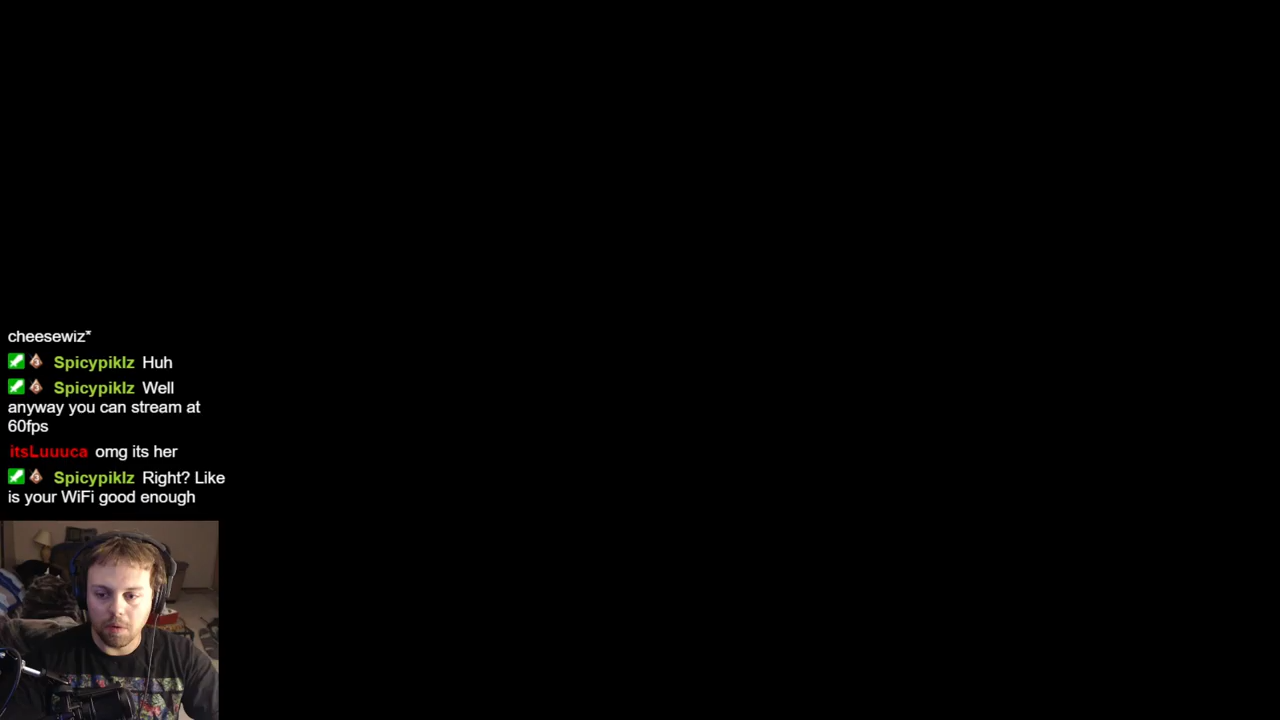 cheesewiz*
Spicypiklz Huh
Spicypiklz Well
anyway you can stream at
60fps
itsLuuuca omg its her
Spicypiklz Right? Like
is your WiFi good enough